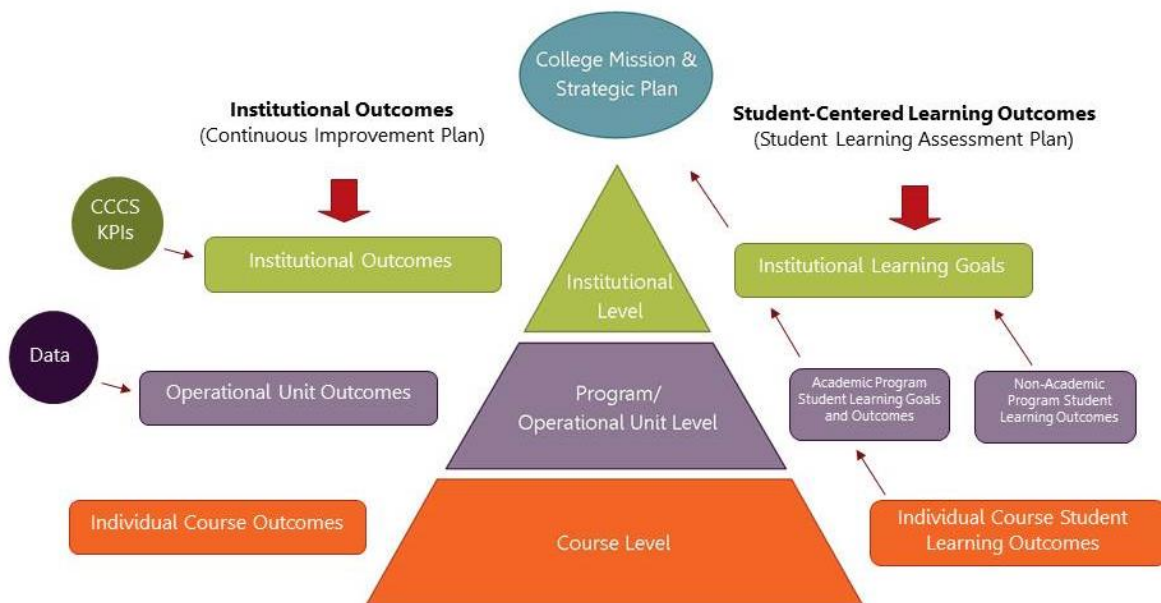 College Mission &
Strategic Plan
Institutional Outcomes
(Continuous Improvement Plan)
Student-Centered Learning Outcomes
(Student Learning Assessment Plan)
CCCS
KPIs
Institutional Outcomes
Institutional
Level
Institutional Learning Goals
Data
Operational Unit Outcomes
Program/
Operational Unit Level
Academic Program
Student Learning Goals
and Outcomes
Non-Academic
Program Student
Learning Outcomes
Individual Course Outcomes
Course Level
Individual Course Student
Learning Outcomes